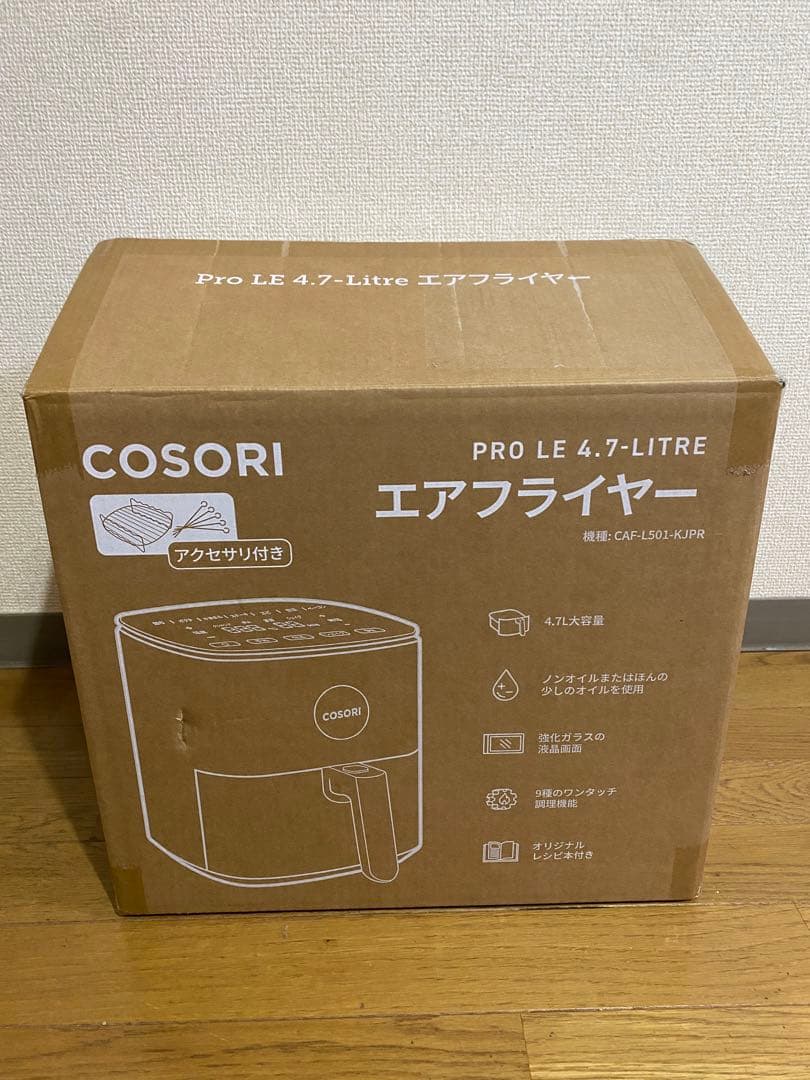 Pro LE 4.7-Litre エアフライヤー
COSORI
アクセサリ付き
PRO LE 4.7-LITRE
エアフライヤー
機種: CAF-L501-KJPR
COSORI
4.7L大容量
ノンオイルまたはほんの
少しのオイルを使用
強化ガラスの
液晶画面
9種のワンタッチ
調理機能
オリジナル
レシピ本付き